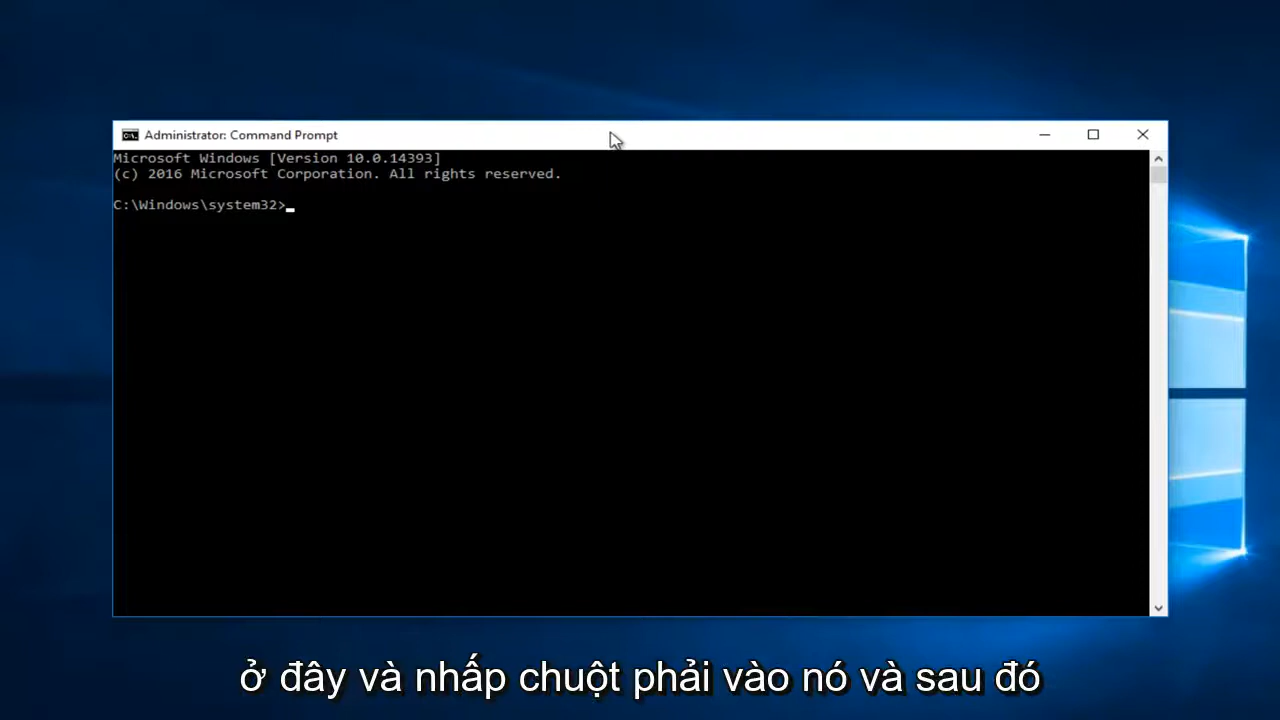 Administrator: Command Prompt
Microsoft Windows [Version 10.0.14393]
(c) 2016 Microsoft Corporation. All rights reserved.
C:\Windows\system32>
ở đây và nhấp chuột phải vào nó và sau đó